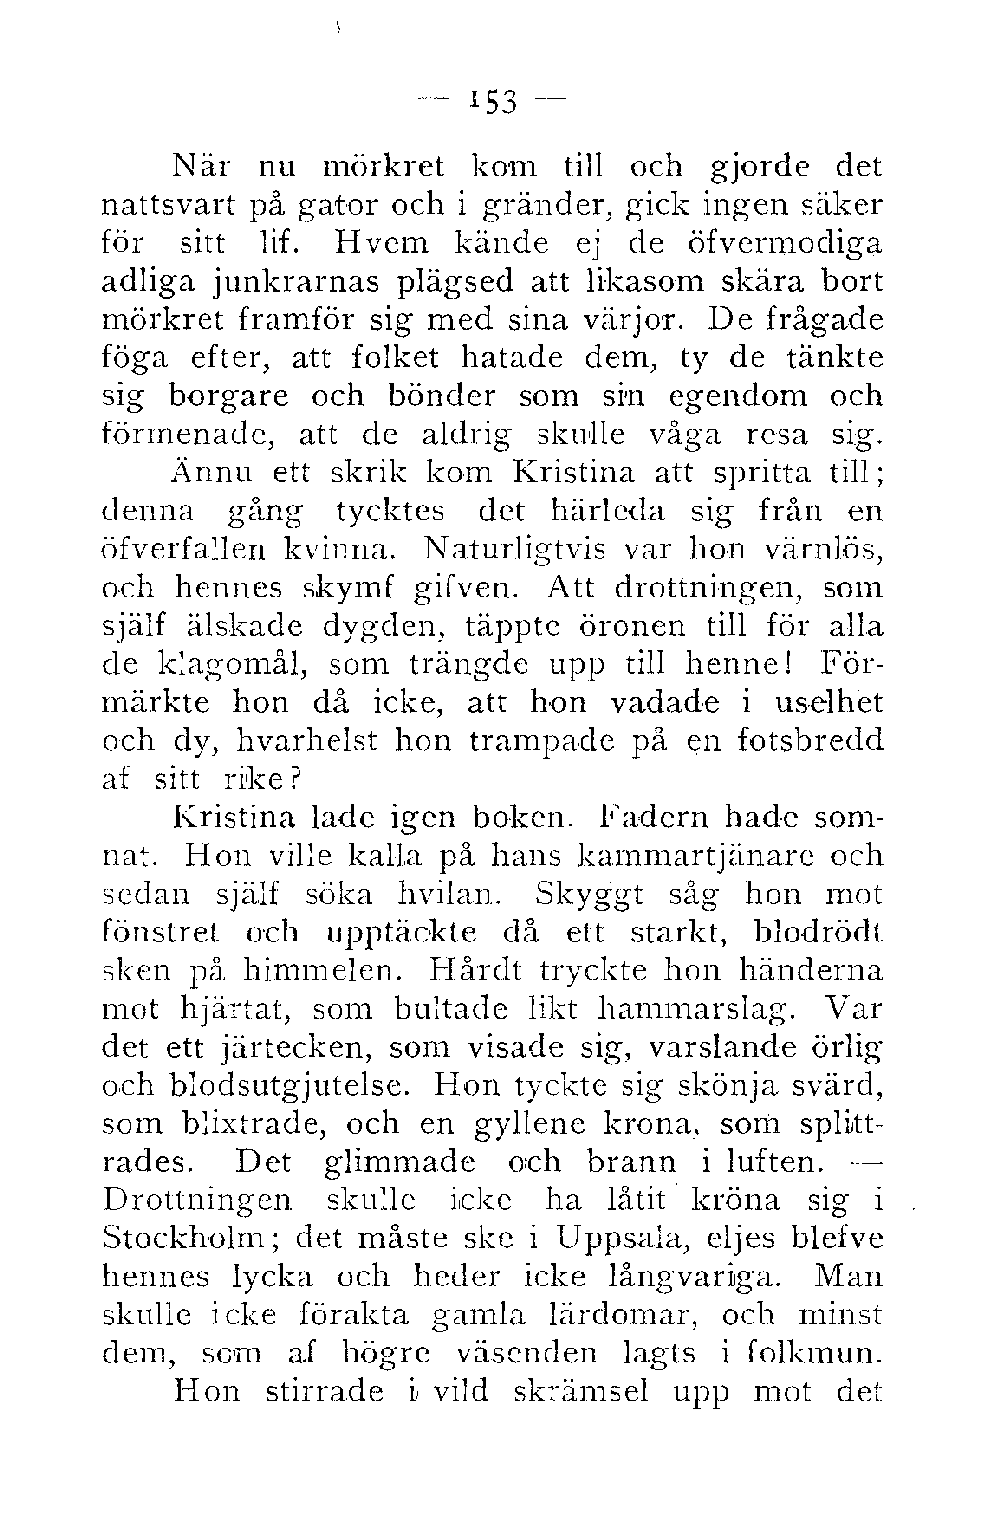 — 153 —
När nu mörkret kom till och gjorde det
nattsvart på gator och i gränder, gick ingen säker
för sitt lif. Hvem kände ej de öfvermodiga
adliga junkrarnas plägsed att likasom skära bort
mörkret framför sig med sina värjor. De frågade
föga efter, att folket hatade dem, ty de tänkte
sig borgare och bönder som sin egendom och
förmenade, att de aldrig skulle våga resa sig.
Ännu ett skrik kom Kristina att spritta till;
denna gång tycktes det härleda sig från en
öfverfallen kvinna. Naturligtvis var hon värnlös,
och hennes skymf gifven. Att drottningen, som
själf älskade dygden, täppte öronen till för alla
de klagomål, som trängde upp till henne! För-
märkte hon då icke, att hon vadade i uselhet
och dy, hvarhelst hon trampade på en fotsbredd
af sitt rike?
Kristina lade igen boken. Fadern hade som-
nat. Hon ville kalla på hans kammartjänare och
sedan själf söka hvilan. Skyggt såg hon mot
fönstret och upptäckte då ett starkt, blodrödt
sken på himmelen. Hårdt tryckte hon händerna
mot hjärtat, som bultade likt hammarslag. Var
det ett järtecken, som visade sig, varslande örlig
och blodsutgjutelse. Hon tyckte sig skönja svärd,
som blixtrade, och en gyllene krona, som splitt-
rades. Det glimmade och brann i luften. —
Drottningen skulle icke ha låtit kröna sig i
Stockholm; det måste ske i Uppsala, eljes blefve
hennes lycka och heder icke långvariga. Man
skulle icke förakta gamla lärdomar, och minst
dem, som af högre väsenden lagts i folkmun.
Hon stirrade i vild skrämsel upp mot det